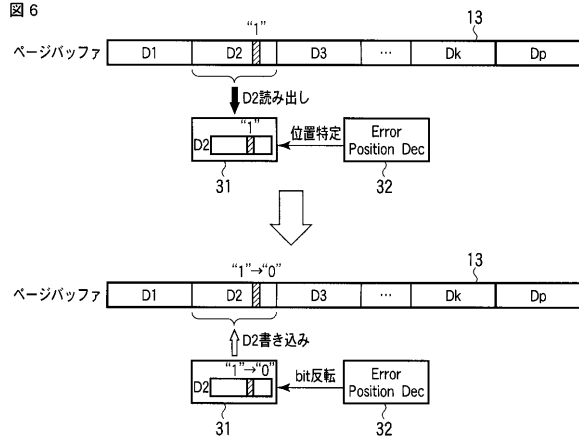 図6
"1"
13
ページバッファ D1 D2 D3 … Dk Dp
D2読み出し
"1"
D2
位置特定
Error
Position Dec
31
32
"1"→"0"
13
ページバッファ D1 D2 D3 … Dk Dp
D2書き込み
"1"→"0"
D2
bit反転
Error
Position Dec
31
32